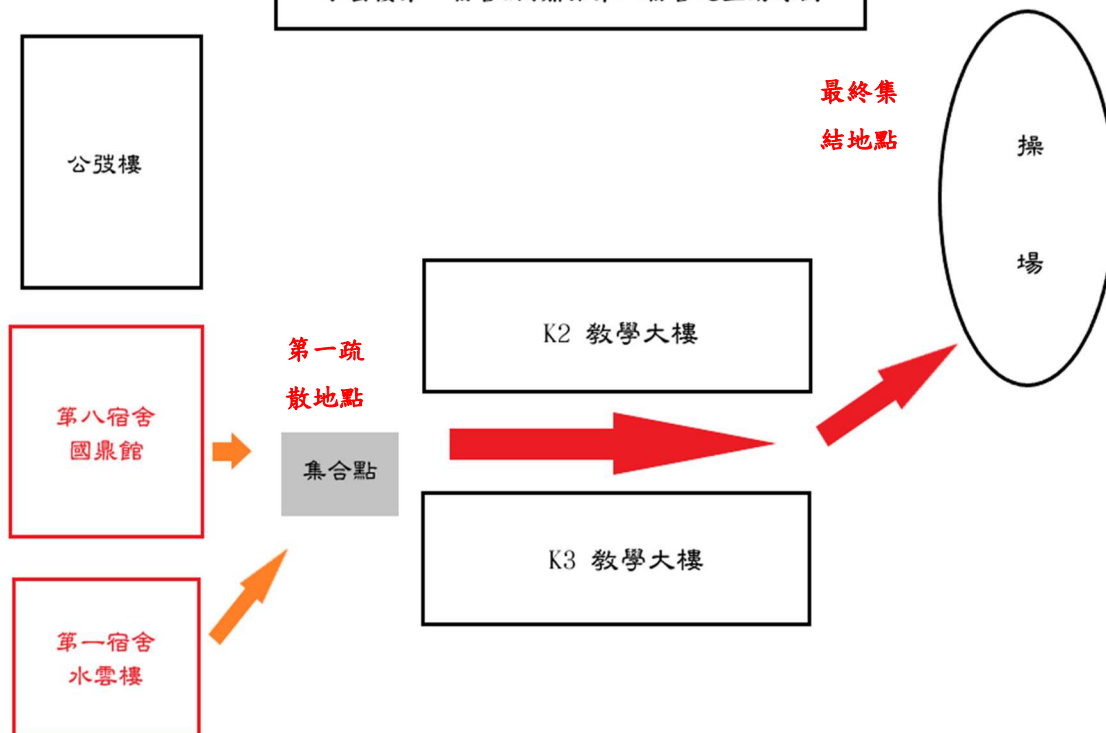 公弢樓
最終集
結地點
操
場
K2 教學大樓
第一疏
散地點
第八宿舍
國鼎館
集合點
K3 教學大樓
第一宿舍
水雲樓